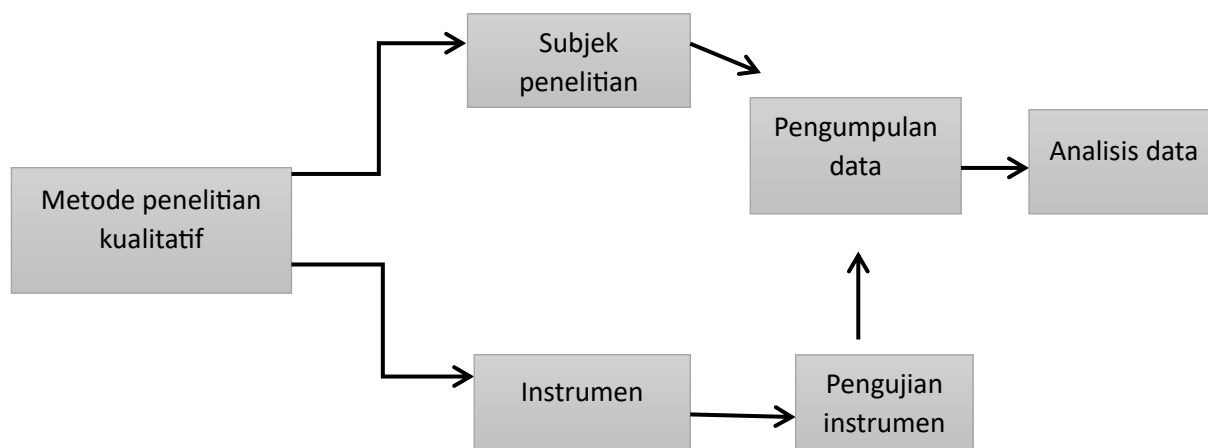 Subjek
penelitian
Pengumpulan
data
Analisis data
Metode penelitian
kualitatif
Instrumen
Pengujian
instrumen